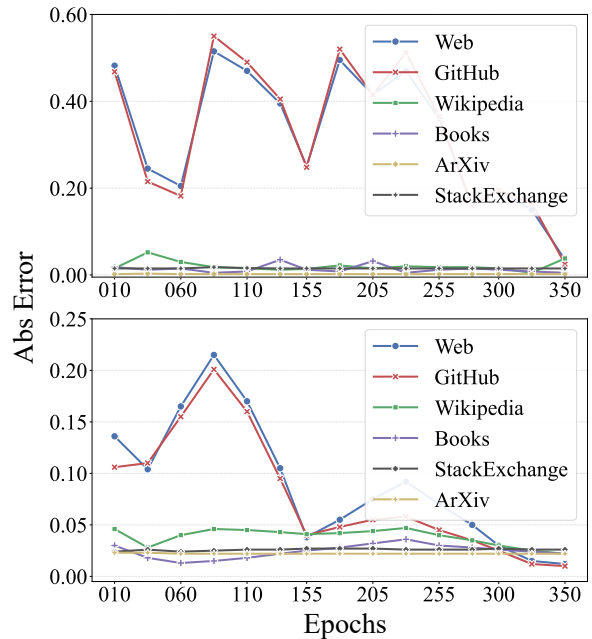 0.60
0.40
0.20
0.00
Web
GitHub
Wikipedia
Books
ArXiv
StackExchange
010 060 110 155 205 255 300 350
Abs Error
0.25
0.20
0.15
0.10
0.05
0.00
Web
GitHub
Wikipedia
Books
StackExchange
ArXiv
010 060 110 155 205 255 300 350
Epochs